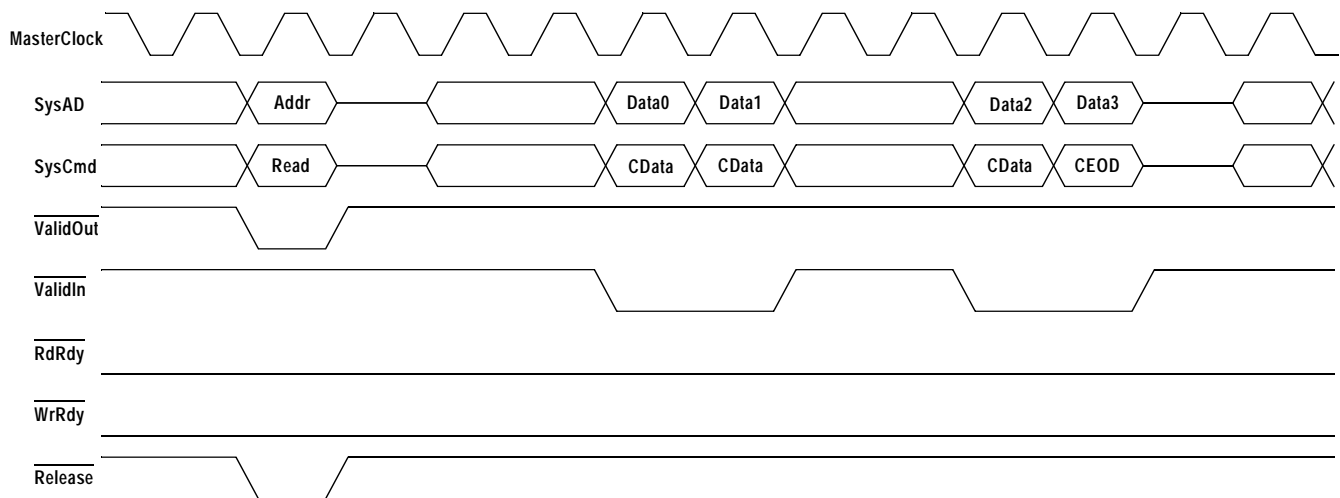 MasterClock
SysAD Addr Data0 Data1 Data2 Data3
SysCmd Read CData CData CData CEOD
ValidOut
ValidIn
RdRdy
WrRdy
Release